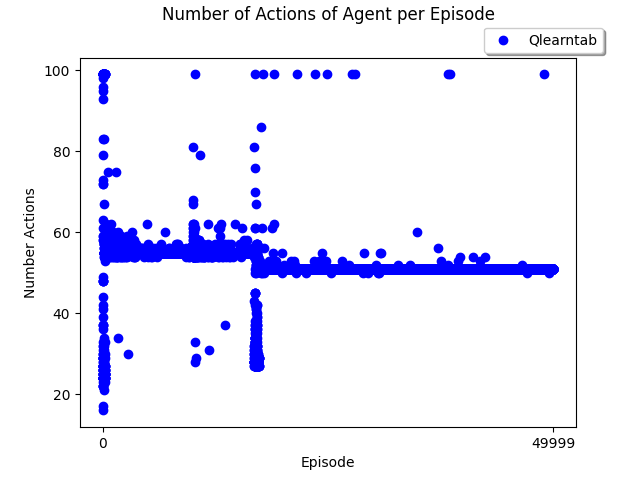 Number of Actions of Agent per Episode
Qlearntab
100
80
60
40
20
Number Actions
0
49999
Episode